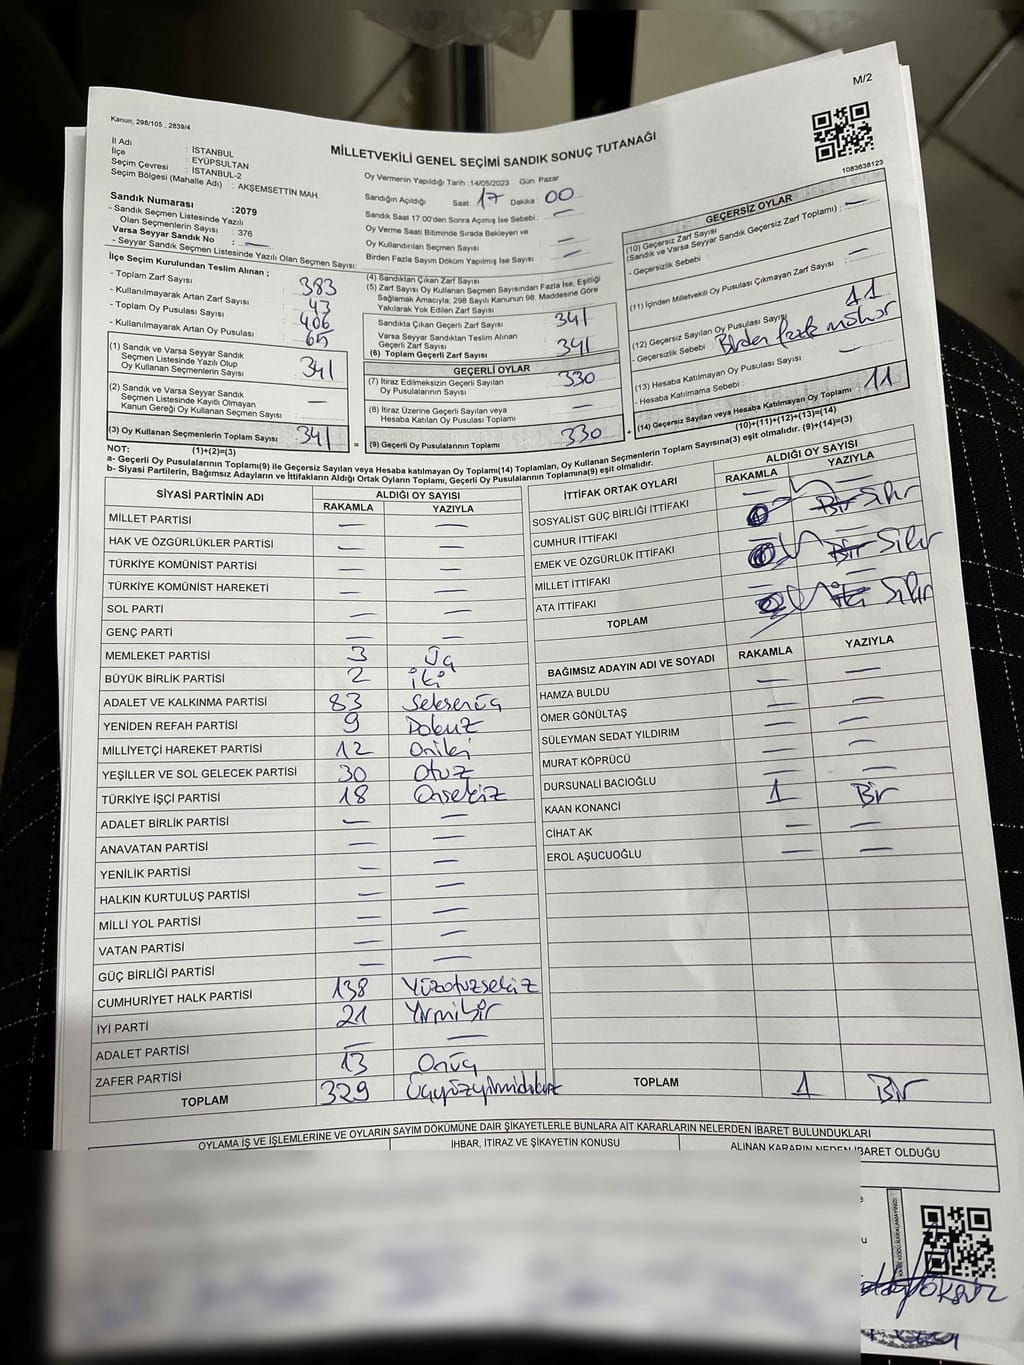 M/2
Kanun; 298/105 , 2839/4
MİLLETVEKİLİ GENEL SEÇİMİ SANDIK SONUÇ TUTANAĞI
1083638123
İl Adı : İSTANBUL
İlçe : EYÜPSULTAN
Seçim Çevresi : İSTANBUL-2
Seçim Bölgesi (Mahalle Adı) : AKŞEMSETTİN MAH.
Sandık Numarası :2079
- Sandık Seçmen Listesinde Yazılı
Olan Seçmenlerin Sayısı : 376
Varsa Seyyar Sandık No : —
- Seyyar Sandık Seçmen Listesinde Yazılı Olan Seçmen Sayısı:
Oy Vermenin Yapıldığı Tarih :14/05/2023 Gün: Pazar
Sandığın Açıldığı Saat : 17 Dakika : 00
Sandık Saat 17.00'den Sonra Açımış İse Sebebi : —
Oy Verme Saati Bitiminde Sırada Bekleyen ve
Oy Kullandırılan Seçmen Sayısı : —
Birden Fazla Sayım Döküm Yapılmış İse Sayısı : —
İlçe Seçim Kurulundan Teslim Alınan ;
- Toplam Zarf Sayısı : 383
- Kullanılmayarak Artan Zarf Sayısı : 43
- Toplam Oy Pusulası Sayısı : 406
- Kullanılmayarak Artan Oy Pusulası : 65
(1) Sandık ve Varsa Seyyar Sandık
Seçmen Listesinde Yazılı Olup
Oy Kullanan Seçmenlerin Sayısı : 341
(2) Sandık ve Varsa Seyyar Sandık
Seçmen Listesinde Kayıtlı Olmayan
Kanun Gereği Oy Kullanan Seçmen Sayısı : —
(3) Oy Kullanan Seçmenlerin Toplam Sayısı : 341
(1)+(2)=(3)
(4) Sandıktan Çıkan Zarf Sayısı
(5) Zarf Sayısı Oy Kullanan Seçmen Sayısından Fazla İse, Eşitliği
Sağlamak Amacıyla; 298 Sayılı Kanunun 98. Maddesine Göre
Yakılarak Yok Edilen Zarf Sayısı :
Sandıkta Çıkan Geçerli Zarf Sayısı : 341
Varsa Seyyar Sandıktan Teslim Alınan
Geçerli Zarf Sayısı
(6) Toplam Geçerli Zarf Sayısı 341
GEÇERLİ OYLAR
(7) İtiraz Edilmeksizin Geçerli Sayılan
Oy Pusulalarının Sayısı : 330
(8) İtiraz Üzerine Geçerli Sayılan veya
Hesaba Katılan Oy Pusulası Toplamı : —
= (9) Geçerli Oy Pusulalarının Toplamı : 330
GEÇERSİZ OYLAR
(10) Geçersiz Zarf Sayısı
(Sandık ve Varsa Seyyar Sandık Geçersiz Zarf Toplamı) : —
- Geçersizlik Sebebi :
(11) İçinden Milletvekili Oy Pusulası Çıkmayan Zarf Sayısı : —
(12) Geçersiz Sayılan Oy Pusulası Sayısı : 11
- Geçersizlik Sebebi : Birden fazla mühür
(13) Hesaba Katılmayan Oy Pusulası Sayısı : —
- Hesaba Katılmama Sebebi :
+ (14) Geçersiz Sayılan veya Hesaba Katılmayan Oy Toplamı : 11
(10)+(11)+(12)+(13)=(14)
NOT:
a- Geçerli Oy Pusulalarının Toplamı(9) ile Geçersiz Sayılan veya Hesaba katılmayan Oy Toplamı(14) Toplamları, Oy Kullanan Seçmenlerin Toplam Sayısına(3) eşit olmalıdır. (9)+(14)=(3)
b- Siyasi Partilerin, Bağımsız Adayların ve İttifakların Aldığı Ortak Oyların Toplamı, Geçerli Oy Pusulalarının Toplamına(9) eşit olmalıdır.
SİYASİ PARTİNİN ADI ALDIĞI OY SAYISI
RAKAMLA YAZIYLA
MİLLET PARTİSİ — —
HAK VE ÖZGÜRLÜKLER PARTİSİ — —
TÜRKİYE KOMÜNİST PARTİSİ — —
TÜRKİYE KOMÜNİST HAREKETİ — —
SOL PARTİ — —
GENÇ PARTİ — —
MEMLEKET PARTİSİ 3 Üç
BÜYÜK BİRLİK PARTİSİ 2 iki
ADALET VE KALKINMA PARTİSİ 83 Seksenüç
YENİDEN REFAH PARTİSİ 9 Dokuz
MİLLİYETÇİ HAREKET PARTİSİ 12 Oniki
YEŞİLLER VE SOL GELECEK PARTİSİ 30 Otuz
TÜRKİYE İŞÇİ PARTİSİ 18 Onsekiz
ADALET BİRLİK PARTİSİ — —
ANAVATAN PARTİSİ — —
YENİLİK PARTİSİ — —
HALKIN KURTULUŞ PARTİSİ — —
MİLLİ YOL PARTİSİ — —
VATAN PARTİSİ — —
GÜÇ BİRLİĞİ PARTİSİ — —
CUMHURİYET HALK PARTİSİ 138 Yüzotuzsekiz
İYİ PARTİ 21 Yirmibir
ADALET PARTİSİ — —
ZAFER PARTİSİ 13 Onüç
TOPLAM 329 Üçyüzyirmidokuz
İTTİFAK ORTAK OYLARI ALDIĞI OY SAYISI
RAKAMLA YAZIYLA
SOSYALİST GÜÇ BİRLİĞİ İTTİFAKI — —
CUMHUR İTTİFAKI Bir Sıfır
EMEK VE ÖZGÜRLÜK İTTİFAKI — —
MİLLET İTTİFAKI Bir Sıfır
ATA İTTİFAKI — —
TOPLAM iki Sıfır
BAĞIMSIZ ADAYIN ADI VE SOYADI RAKAMLA YAZIYLA
HAMZA BULDU — —
ÖMER GÖNÜLTAŞ — —
SÜLEYMAN SEDAT YILDIRIM — —
MURAT KÖPRÜCÜ — —
DURSUNALİ BACIOĞLU — —
KAAN KONANCİ 1 Bir
CİHAT AK — —
EROL AŞUCUOĞLU — —
TOPLAM 1 Bir
OYLAMA İŞ VE İŞLEMLERİNE VE OYLARIN SAYIM DÖKÜMÜNE DAİR ŞİKAYETLERLE BUNLARA AİT KARARLARIN NELERDEN İBARET BULUNDUKLARI
İHBAR, İTİRAZ VE ŞİKAYETİN KONUSU
ALINAN KARARIN NEDEN İBARET OLDUĞU